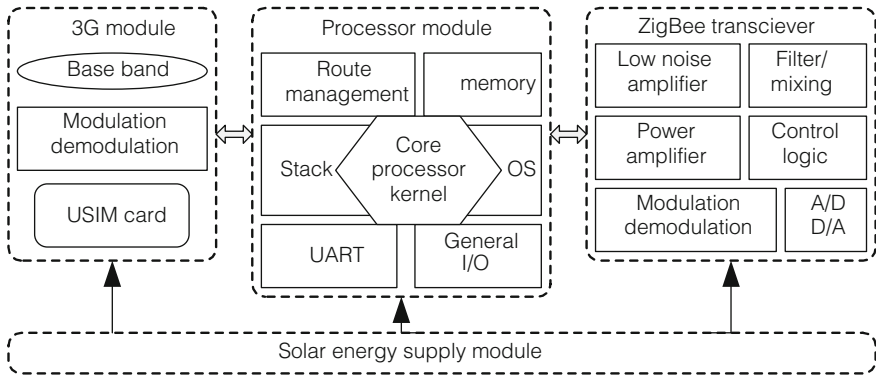 3G module
Base band
Modulation
demodulation
USIM card
Processor module
Route
management
memory
Stack
Core
processor
kernel
OS
UART
General
I/O
ZigBee transciever
Low noise
amplifier
Filter/
mixing
Power
amplifier
Control
logic
Modulation
demodulation
A/D
D/A
Solar energy supply module